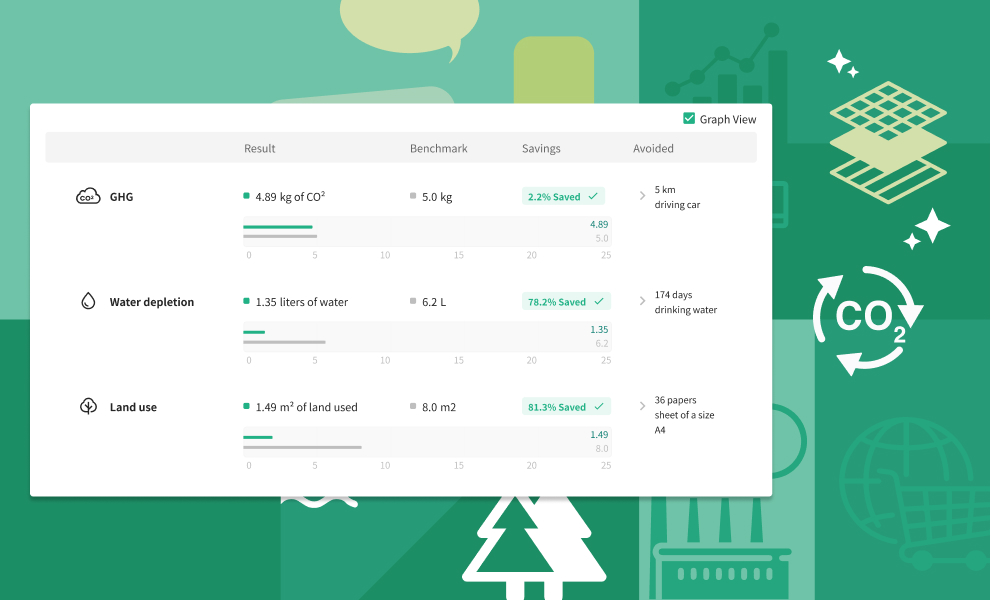 Graph View
Result Benchmark Savings Avoided
CO² GHG 4.89 kg of CO² 5.0 kg 2.2% Saved 5 km
driving car
4.89
5.0
0 5 10 15 20 25
Water depletion 1.35 liters of water 6.2 L 78.2% Saved 174 days
drinking water
1.35
6.2
0 5 10 15 20 25
Land use 1.49 m² of land used 8.0 m2 81.3% Saved 36 papers
sheet of a size
A4
1.49
8.0
0 5 10 15 20 25
CO₂